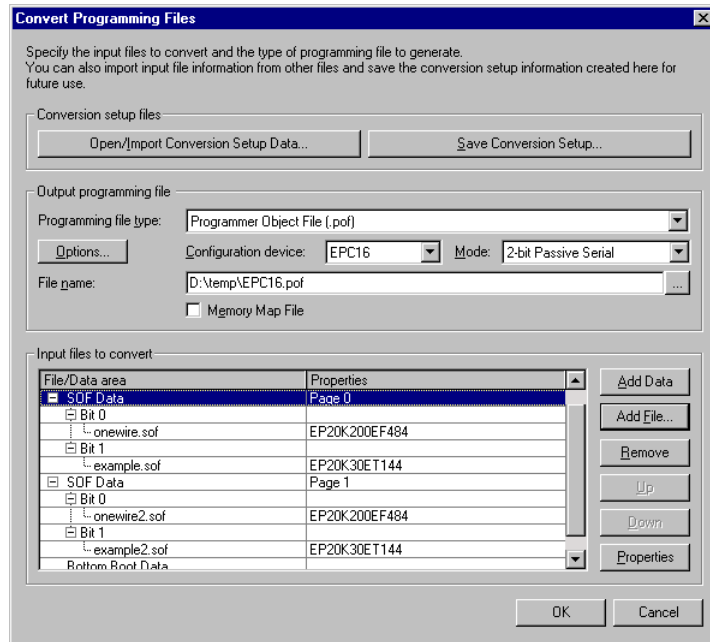 Convert Programming Files
Specify the input files to convert and the type of programming file to generate.
You can also import input file information from other files and save the conversion setup information created here for
future use.
Conversion setup files
Open/Import Conversion Setup Data... Save Conversion Setup...
Output programming file
Programming file type: Programmer Object File (.pof)
Options... Configuration device: EPC16 Mode: 2-bit Passive Serial
File name: D:\temp\EPC16.pof ...
Memory Map File
Input files to convert
File/Data area Properties Add Data
SOF Data Page 0
Bit 0 Add File...
onewire.sof EP20K200EF484
Bit 1 Remove
example.sof EP20K30ET144
SOF Data Page 1 Up
Bit 0
onewire2.sof EP20K200EF484 Down
Bit 1
example2.sof EP20K30ET144 Properties
Bottom Boot Data
OK Cancel